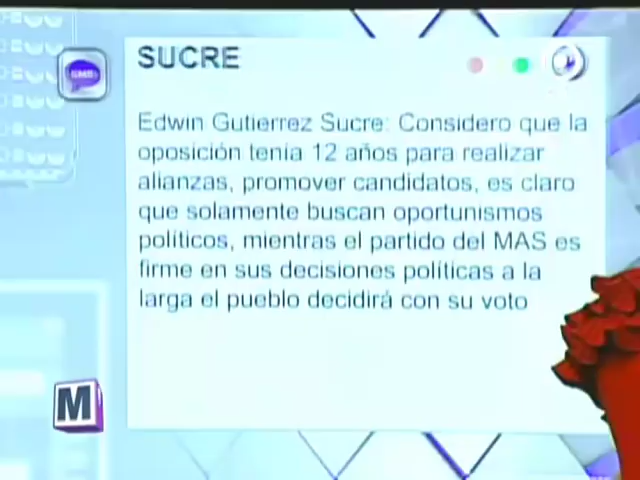 SUCRE
SMS
Edwin Gutierrez Sucre: Considero que la
oposición tenía 12 años para realizar
alianzas, promover candidatos, es claro
que solamente buscan oportunismos
políticos, mientras el partido del MAS es
firme en sus decisiones políticas a la
larga el pueblo decidirá con su voto
M